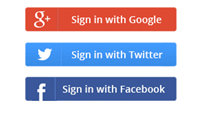 g+ Sign in with Google
Sign in with Twitter
f Sign in with Facebook